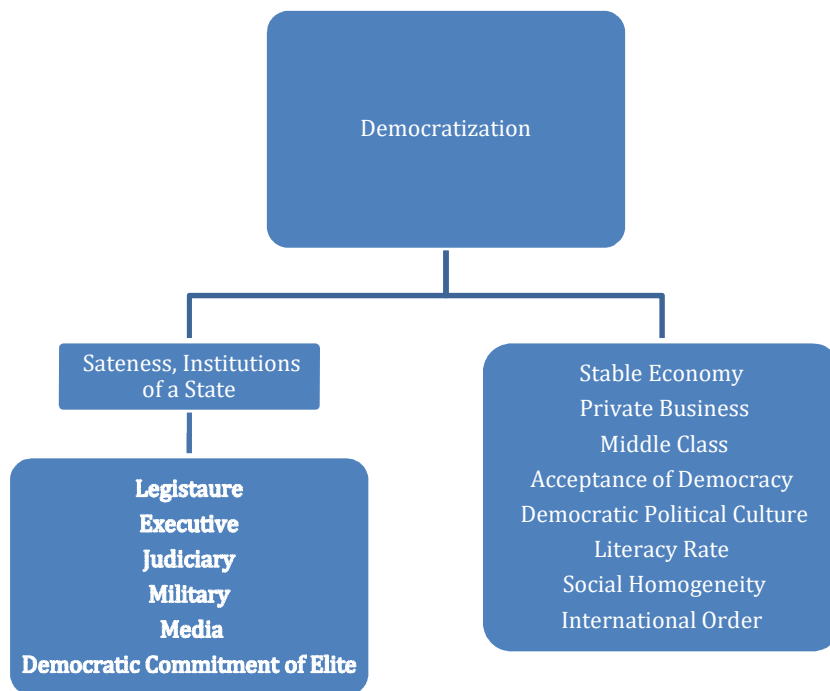 Democratization
Sateness, Institutions
of a State
Legistaure
Executive
Judiciary
Military
Media
Democratic Commitment of Elite
Stable Economy
Private Business
Middle Class
Acceptance of Democracy
Democratic Political Culture
Literacy Rate
Social Homogeneity
International Order